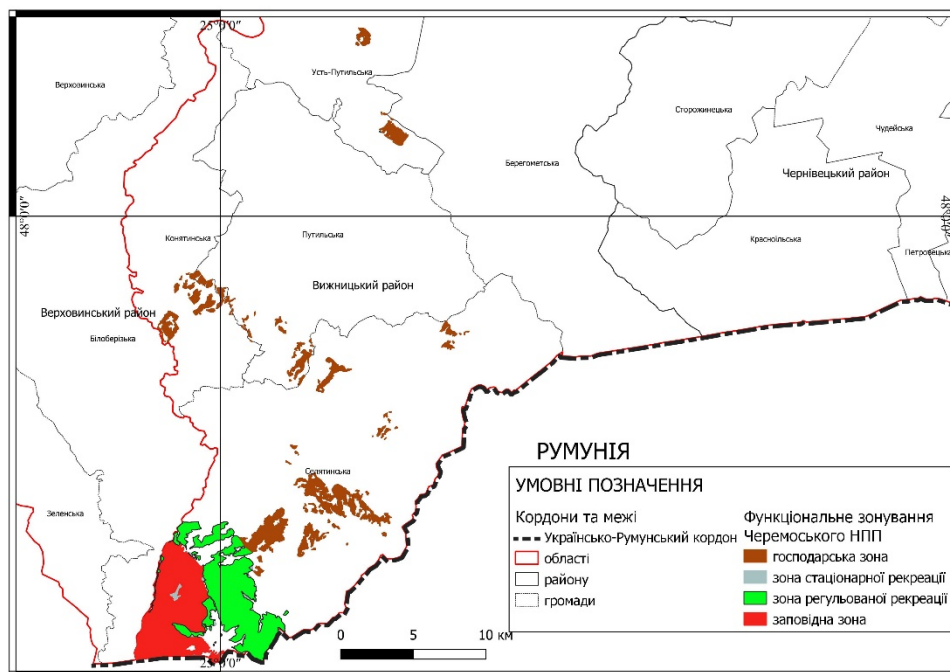 25°0'0"
Верховинська
Усть-Путильська
Сторожинецька
Чудейська
Берегометська
Чернівецький район
48°0'0"
48°0'0"
Конятинська
Путильська
Красноїльська
Петровецька
Вижницький район
Верховинський район
Білоберізька
РУМУНІЯ
Селятинська
УМОВНІ ПОЗНАЧЕННЯ
Зеленська
Кордони та межі
Українсько-Румунський кордон
області
району
громади
Функціональне зонування
Черемоського НПП
господарська зона
зона стаціонарної рекреації
зона регульованої рекреації
заповідна зона
0 5 10 км
25°0'0"